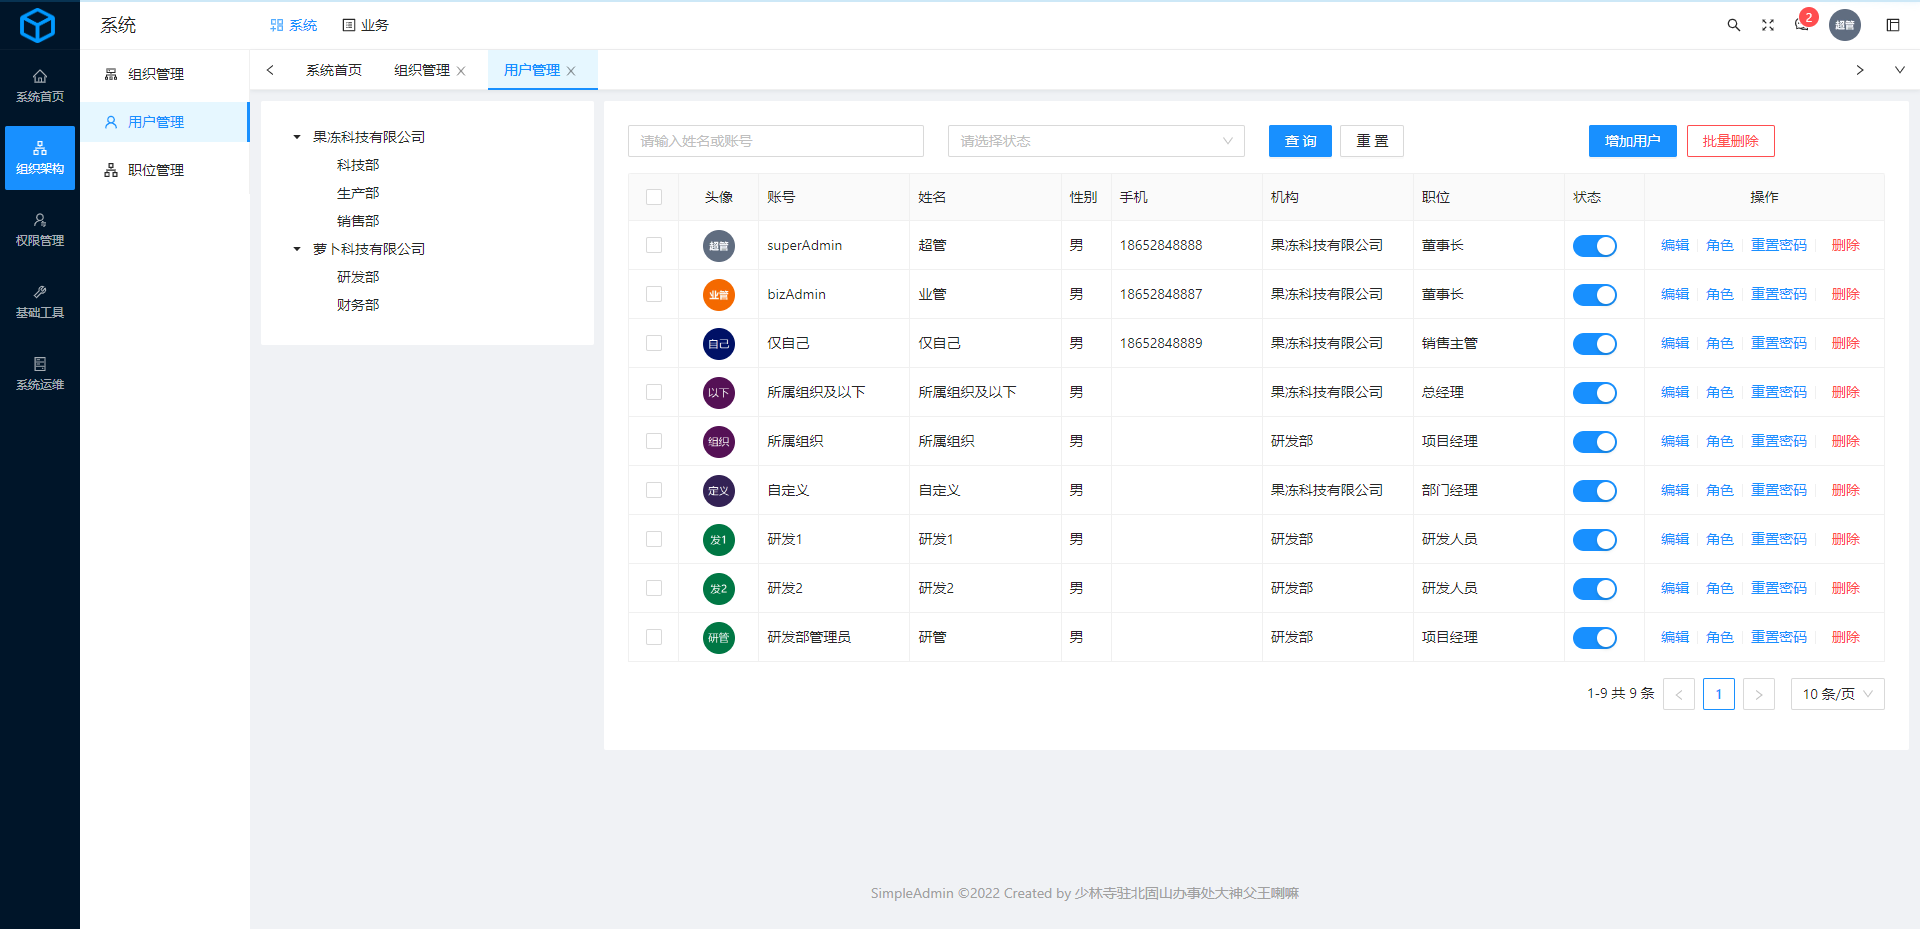 系统
系统 业务
2 超管
系统首页
组织架构
权限管理
基础工具
系统运维
组织管理
用户管理
职位管理
系统首页 组织管理 用户管理
果冻科技有限公司
科技部
生产部
销售部
萝卜科技有限公司
研发部
财务部
请输入姓名或账号 请选择状态 查 询 重 置 增加用户 批量删除
头像 账号 姓名 性别 手机 机构 职位 状态 操作
超管 superAdmin 超管 男 18652848888 果冻科技有限公司 董事长 编辑 角色 重置密码 删除
业管 bizAdmin 业管 男 18652848887 果冻科技有限公司 董事长 编辑 角色 重置密码 删除
自己 仅自己 仅自己 男 18652848889 果冻科技有限公司 销售主管 编辑 角色 重置密码 删除
以下 所属组织及以下 所属组织及以下 男 果冻科技有限公司 总经理 编辑 角色 重置密码 删除
组织 所属组织 所属组织 男 研发部 项目经理 编辑 角色 重置密码 删除
定义 自定义 自定义 男 果冻科技有限公司 部门经理 编辑 角色 重置密码 删除
发1 研发1 研发1 男 研发部 研发人员 编辑 角色 重置密码 删除
发2 研发2 研发2 男 研发部 研发人员 编辑 角色 重置密码 删除
研管 研发部管理员 研管 男 研发部 项目经理 编辑 角色 重置密码 删除
1-9 共 9 条 < 1 > 10 条/页
SimpleAdmin ©2022 Created by 少林寺驻北固山办事处大神父王喇嘛